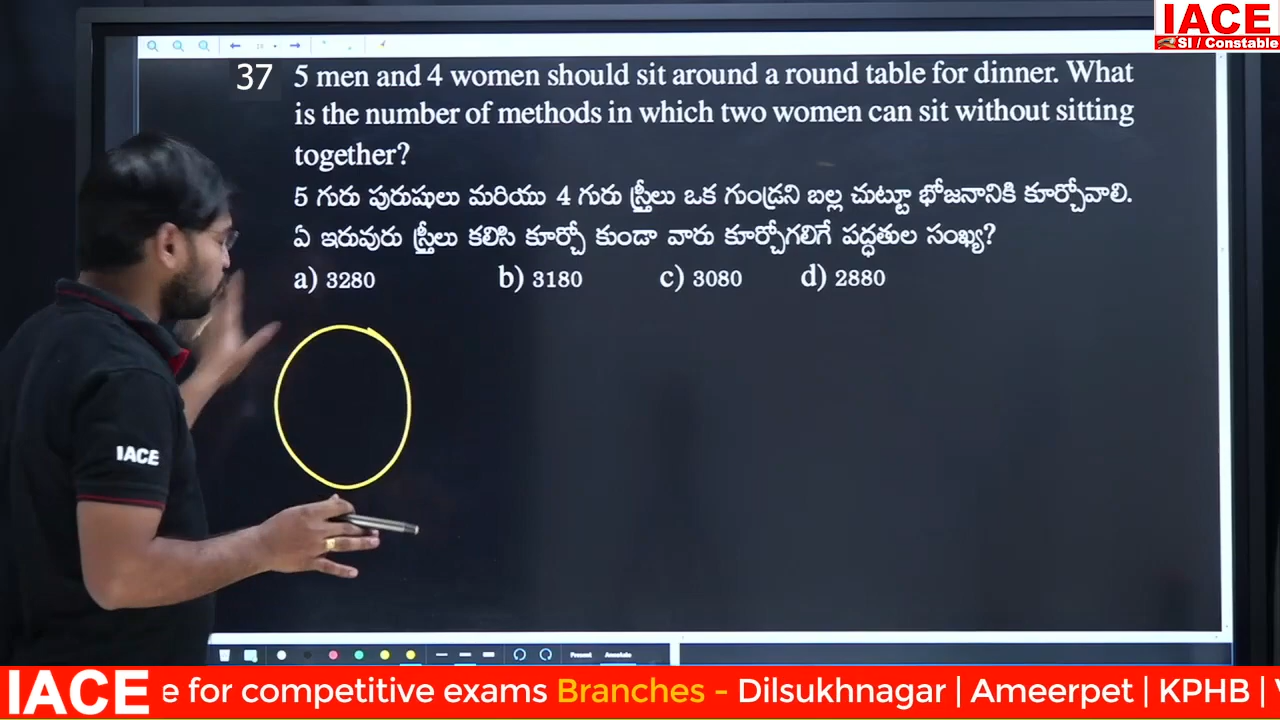 IACE
SI / Constable
37 5 men and 4 women should sit around a round table for dinner. What
is the number of methods in which two women can sit without sitting
together?
5 గురు పురుషులు మరియు 4 గురు స్త్రీలు ఒక గుండ్రని బల్ల చుట్టూ భోజనానికి కూర్చోవాలి.
ఏ ఇరువురు స్త్రీలు కలిసి కూర్చో కుండా వారు కూర్చోగలిగే పద్ధతుల సంఖ్య?
a) 3280 b) 3180 c) 3080 d) 2880
IACE
Present Annotate
IACE e for competitive exams Branches - Dilsukhnagar | Ameerpet | KPHB |